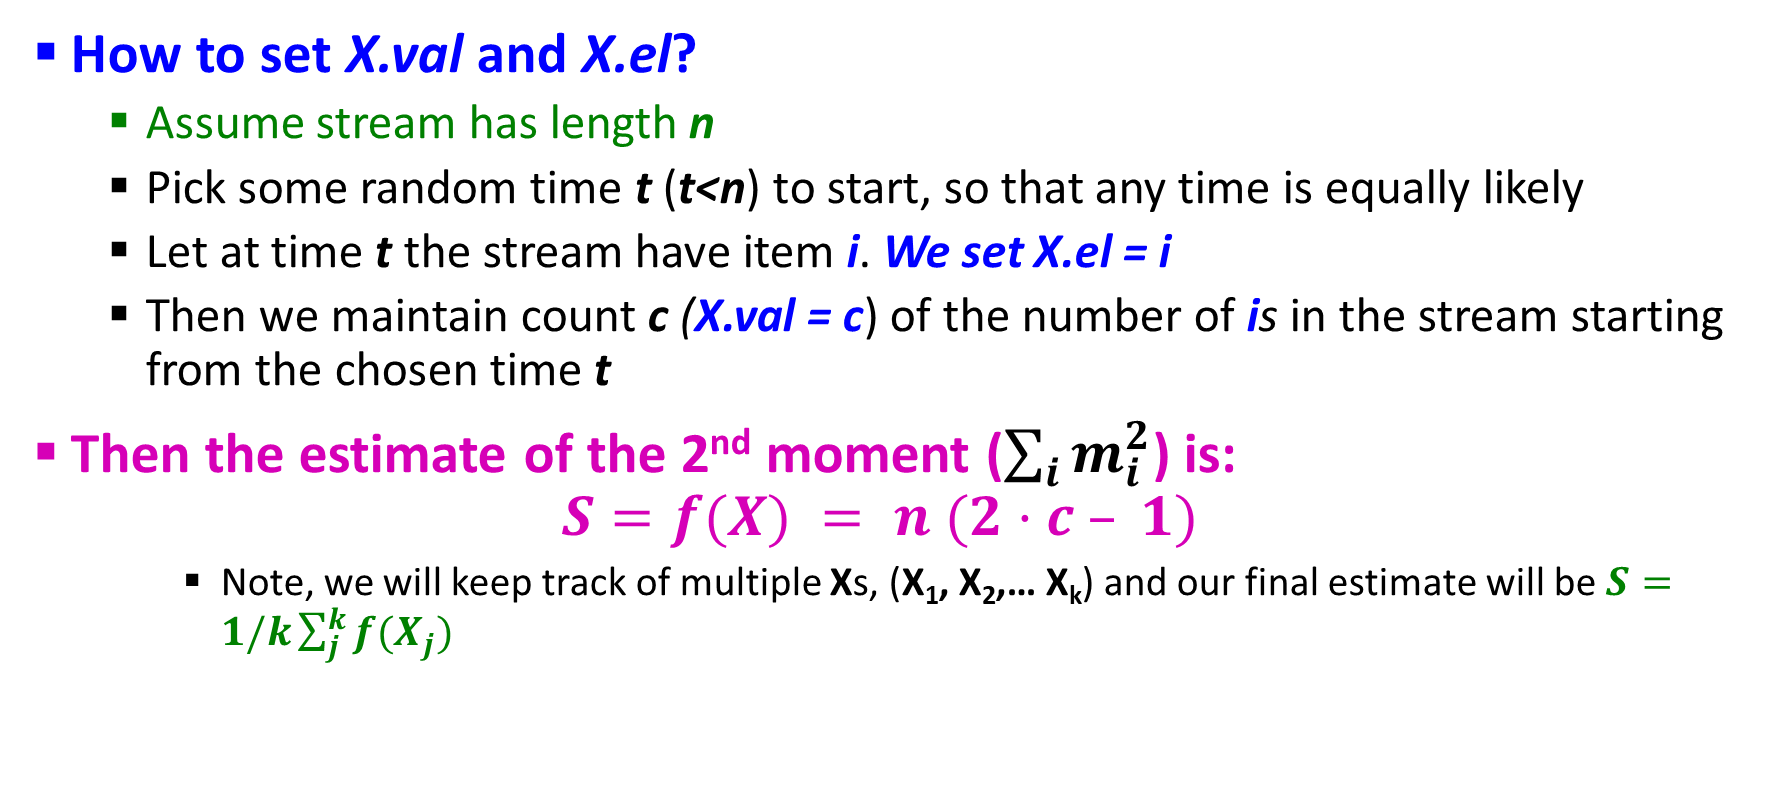 ▪ How to set X.val and X.el?
▪ Assume stream has length n
▪ Pick some random time t (t<n) to start, so that any time is equally likely
▪ Let at time t the stream have item i. We set X.el = i
▪ Then we maintain count c (X.val = c) of the number of is in the stream starting
from the chosen time t
▪ Then the estimate of the 2nd moment (∑ᵢ mᵢ²) is:
S = f(X) = n (2 · c – 1)
▪ Note, we will keep track of multiple Xs, (X₁, X₂,… Xₖ) and our final estimate will be S =
1/k ∑ⱼᵏ f(Xⱼ)